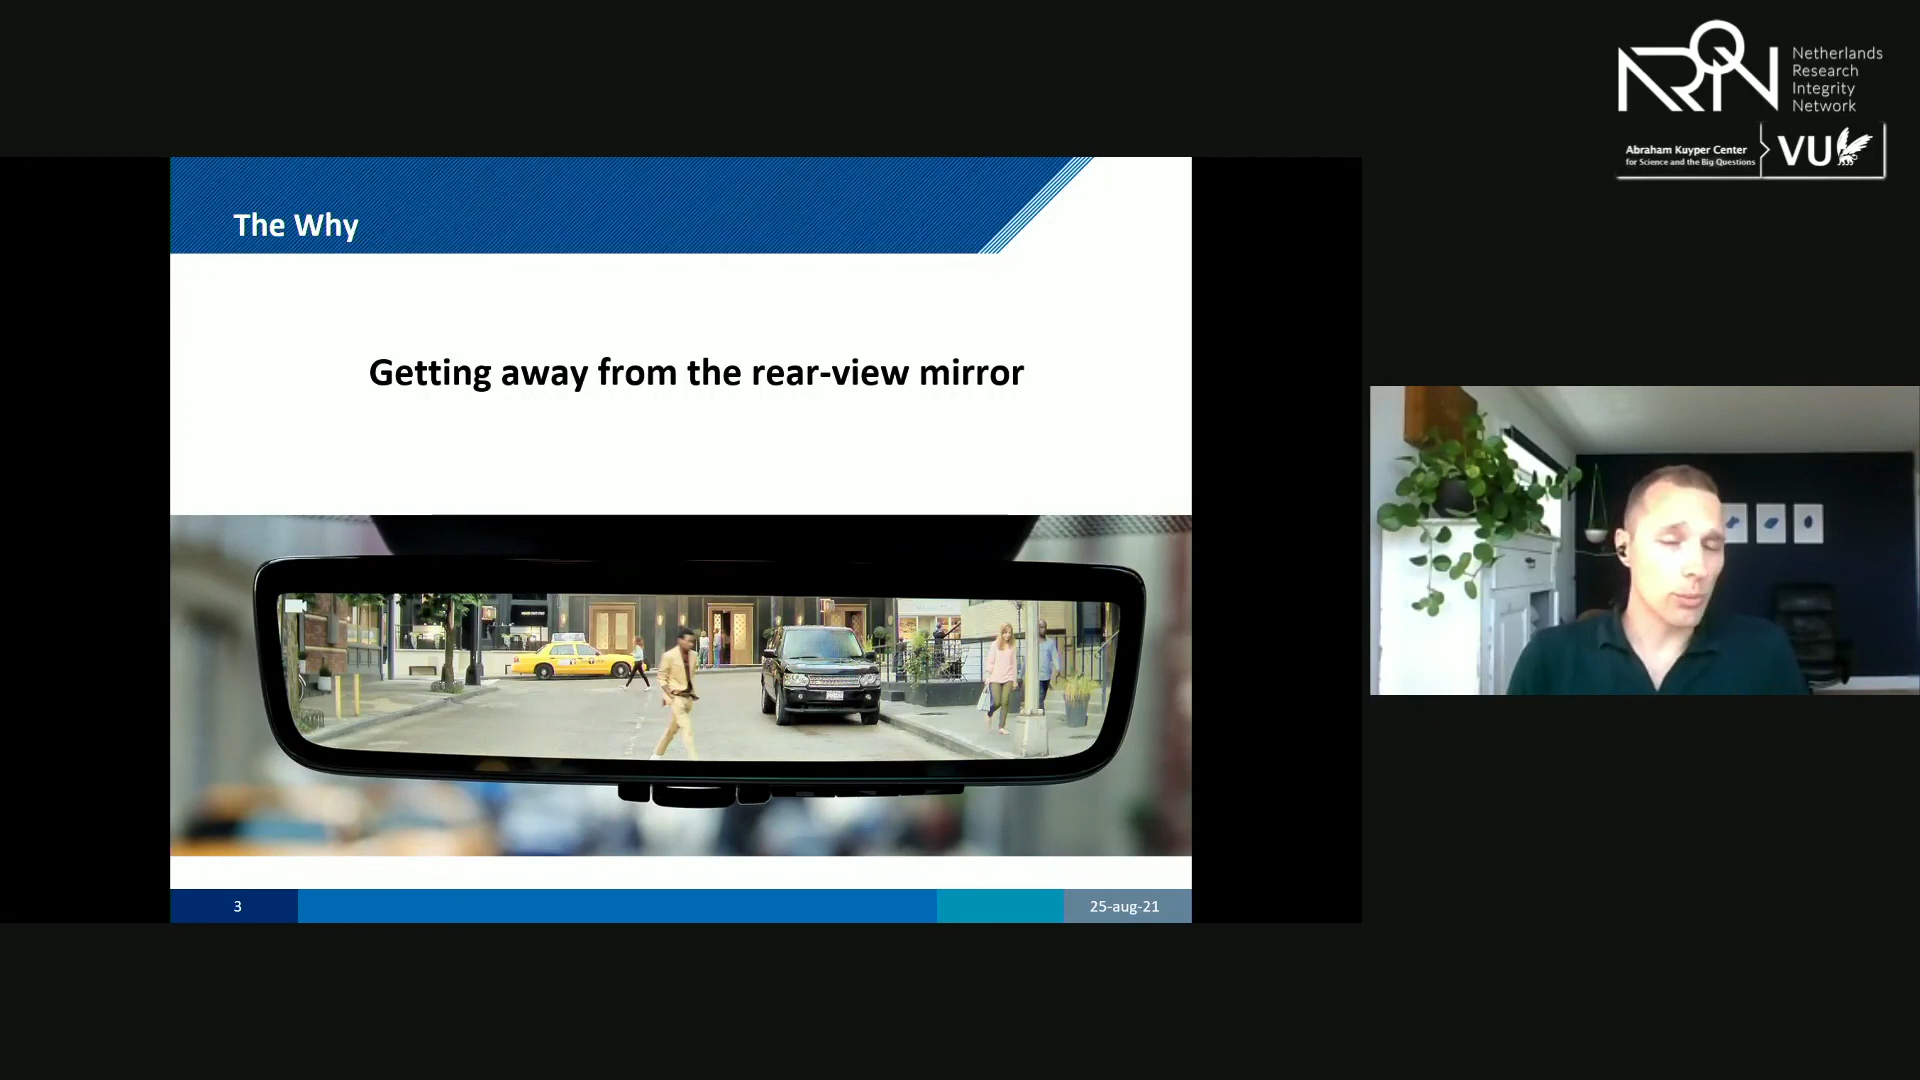 NRIN
Netherlands
Research
Integrity
Network
Abraham Kuyper Center
for Science and the Big Questions
VU
The Why
Getting away from the rear-view mirror
3
25-aug-21